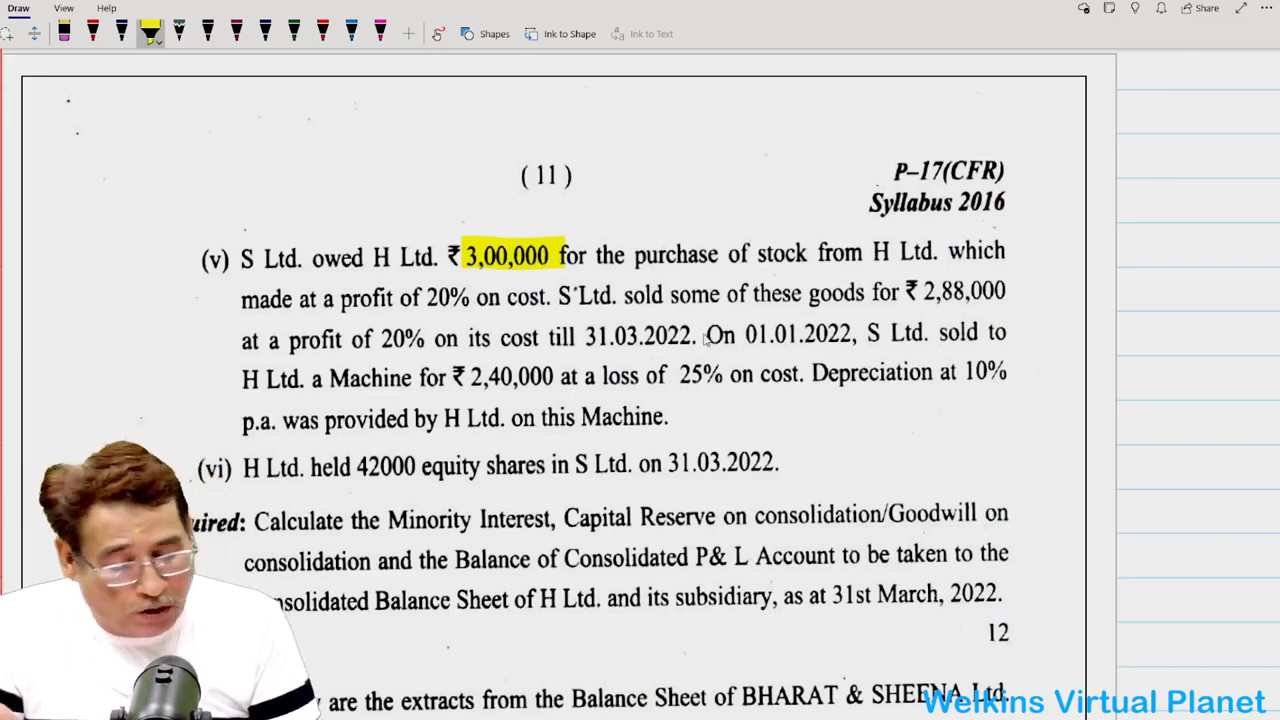 Draw View Help
Share
Shapes Ink to Shape Ink to Text
( 11 ) P–17(CFR)
Syllabus 2016
(v) S Ltd. owed H Ltd. ₹ 3,00,000 for the purchase of stock from H Ltd. which
made at a profit of 20% on cost. S Ltd. sold some of these goods for ₹ 2,88,000
at a profit of 20% on its cost till 31.03.2022. On 01.01.2022, S Ltd. sold to
H Ltd. a Machine for ₹ 2,40,000 at a loss of 25% on cost. Depreciation at 10%
p.a. was provided by H Ltd. on this Machine.
(vi) H Ltd. held 42000 equity shares in S Ltd. on 31.03.2022.
uired: Calculate the Minority Interest, Capital Reserve on consolidation/Goodwill on
consolidation and the Balance of Consolidated P& L Account to be taken to the
nsolidated Balance Sheet of H Ltd. and its subsidiary, as at 31st March, 2022.
12
are the extracts from the Balance Sheet of BHARAT & SHEENA Ltd.
Welkins Virtual Planet